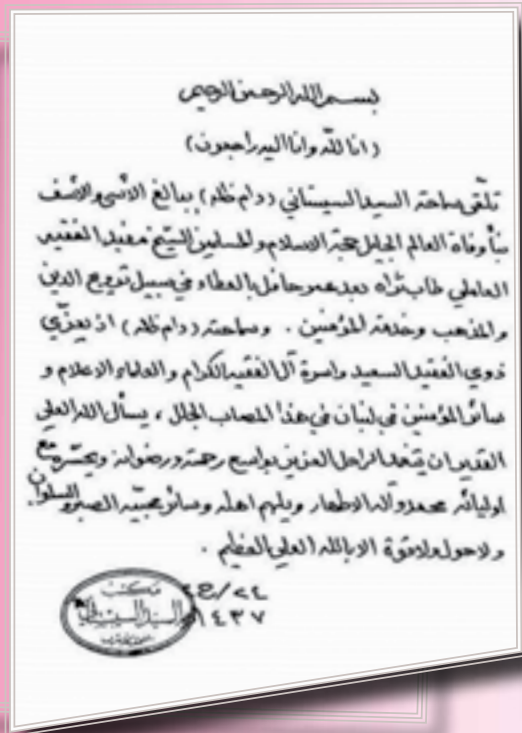 بسم الله الرحمن الرحيم
(انا لله وانا اليه راجعون)
تلقى سماحة السيد السيستاني (دام ظله) ببالغ الاسى والاسف
نبأ وفاة العالم الجليل حجة الاسلام والمسلمين الشيخ مفيد الفقيه
العاملي طاب ثراه بعد عمر حافل بالعطاء في سبيل ترويج الدين
والمذهب وخدمة المؤمنين . وسماحته (دام ظله) اذ يعزّي
ذوي الفقيد السعيد واسرة آل الفقيه الكرام والعلماء الاعلام و
سائر المؤمنين في لبنان في هذا المصاب الجلل ، يسأل الله العلي
القدير ان يتغمد الراحل العزيز بواسع رحمته ورضوانه ويحشره مع
اوليائه محمد وآله الاطهار ويلهم اهله وسائر محبّيه الصبر والسلوان
ولا حول ولا قوة الا بالله العلي العظيم .
مكتب
السيد السيستاني
١٤٣٧